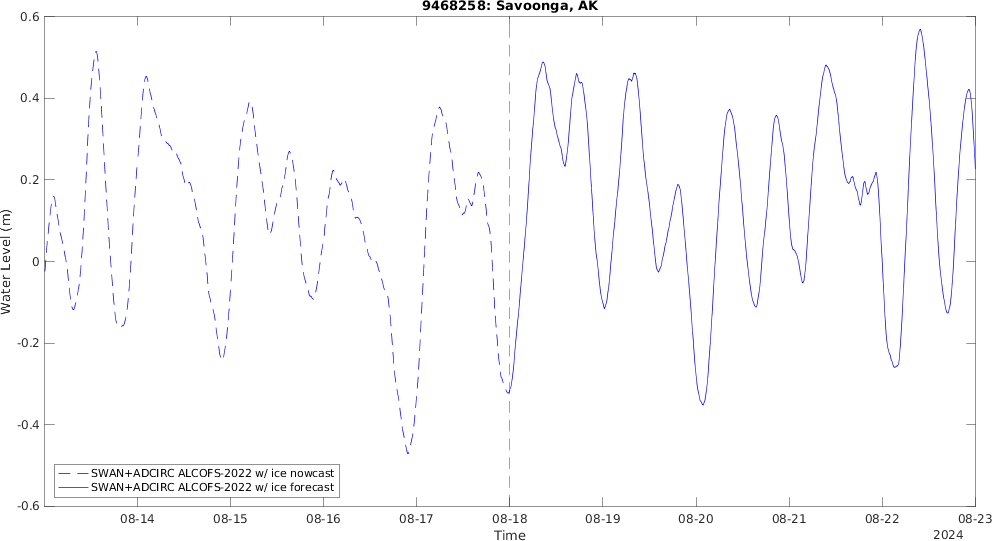 9468258: Savoonga, AK
0.6
0.4
0.2
0
-0.2
-0.4
-0.6
Water Level (m)
SWAN+ADCIRC ALCOFS-2022 w/ ice nowcast
SWAN+ADCIRC ALCOFS-2022 w/ ice forecast
08-14 08-15 08-16 08-17 08-18 08-19 08-20 08-21 08-22 08-23
Time
2024